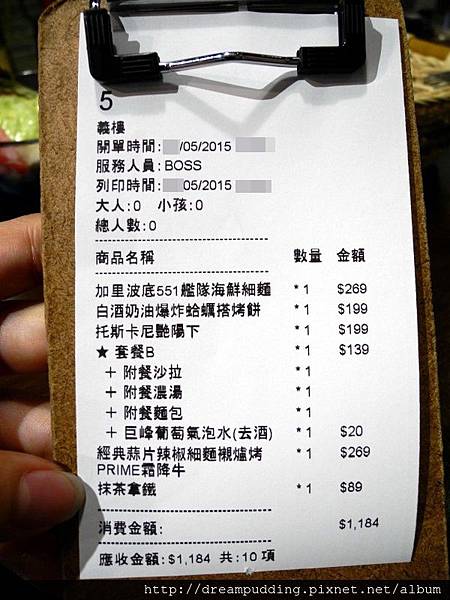 5
義樓
開單時間: /05/2015
服務人員:BOSS
列印時間: 05/2015
大人:0 小孩:0
總人數:0
商品名稱 數量 金額
加里波底551艦隊海鮮細麵 *1 $269
白酒奶油爆炸蛤蠣搭烤餅 *1 $199
托斯卡尼艷陽下 *1 $199
★ 套餐B *1 $139
＋ 附餐沙拉 *1
＋ 附餐濃湯 *1
＋ 附餐麵包 *1
＋ 巨峰葡萄氣泡水(去酒) *1 $20
經典蒜片辣椒細麵襯爐烤 *1 $269
PRIME霜降牛
抹茶拿鐵 *1 $89
消費金額: $1,184
應收金額:$1,184 共:10 項
http://dreampudding.pixnet.net/album